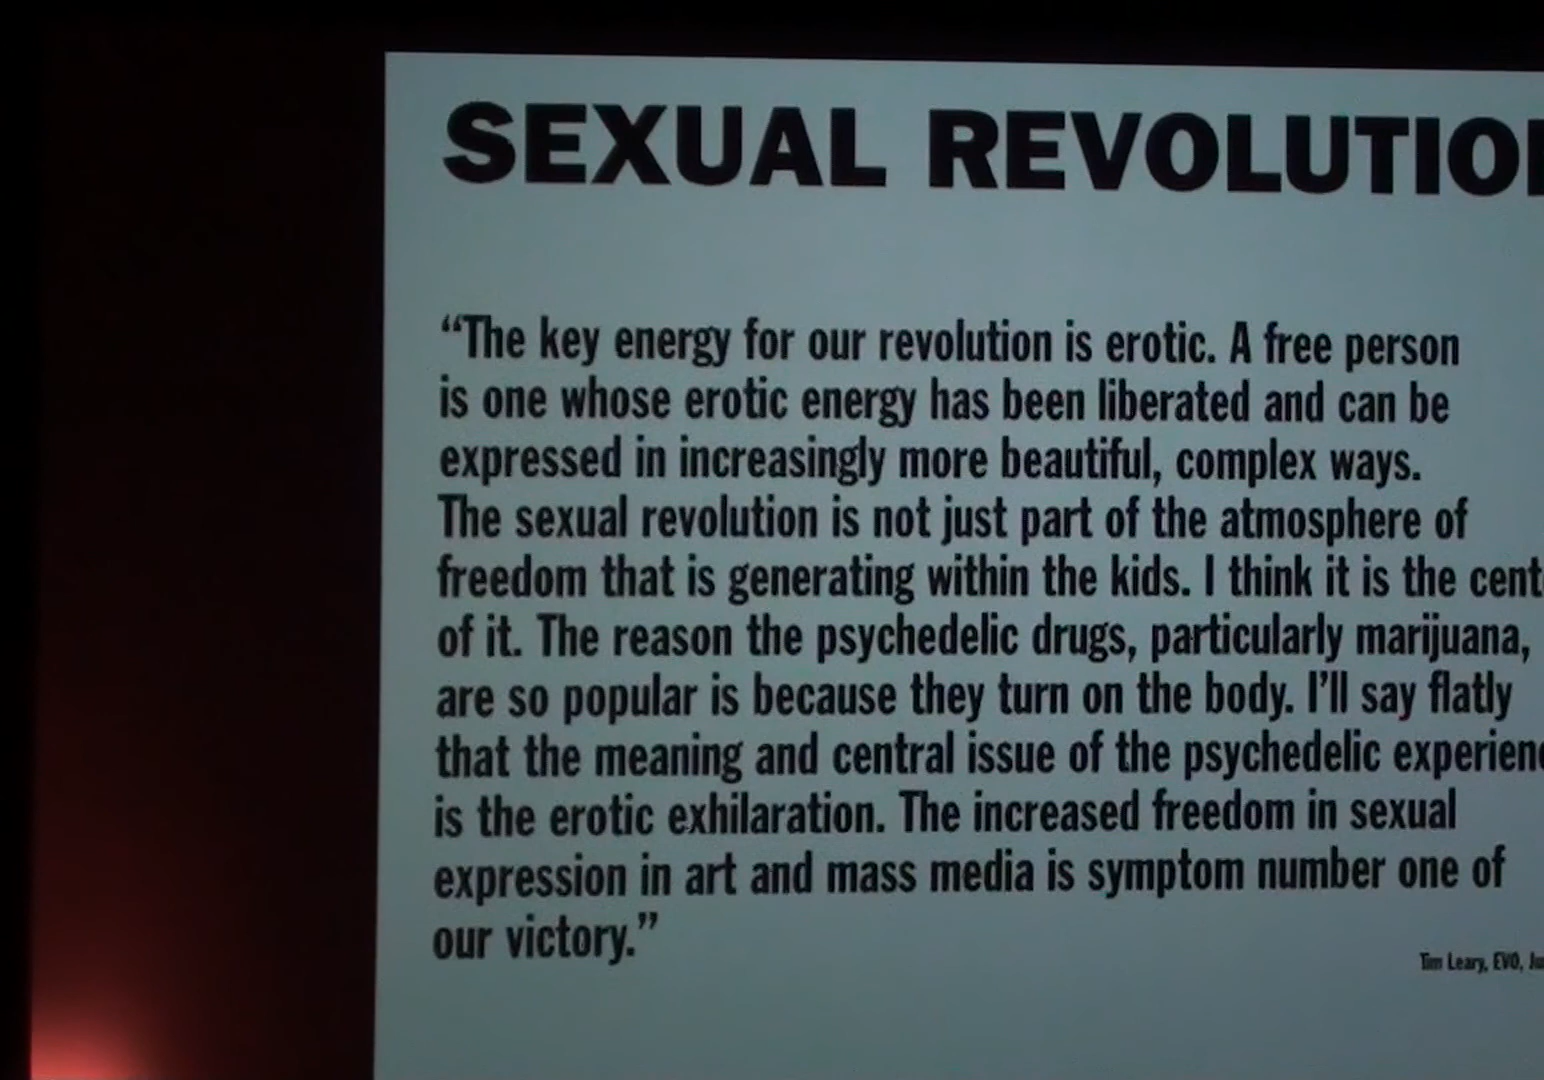 SEXUAL REVOLUTION
“The key energy for our revolution is erotic. A free person
is one whose erotic energy has been liberated and can be
expressed in increasingly more beautiful, complex ways.
The sexual revolution is not just part of the atmosphere of
freedom that is generating within the kids. I think it is the
of it. The reason the psychedelic drugs, particularly marijuana,
are so popular is because they turn on the body. I’ll say flatly
that the meaning and central issue of the psychedelic experience
is the erotic exhilaration. The increased freedom in sexual
expression in art and mass media is symptom number one of
our victory.”
Tim Leary, EVO,